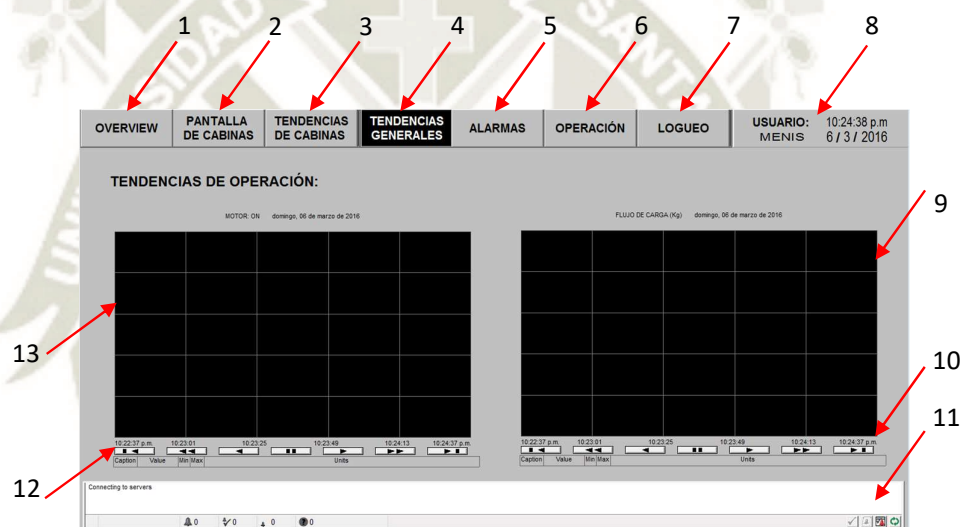 1 2 3 4 5 6 7 8
OVERVIEW
PANTALLA
DE CABINAS
TENDENCIAS
DE CABINAS
TENDENCIAS
GENERALES
ALARMAS
OPERACIÓN
LOGUEO
USUARIO: 10:24:38 p.m
MENIS 6 / 3 / 2016
TENDENCIAS DE OPERACIÓN:
MOTOR: ON domingo, 06 de marzo de 2016
FLUJO DE CARGA (Kg) domingo, 06 de marzo de 2016
9
13
10
10:22:37 p.m. 10:23:01 10:23:25 10:23:49 10:24:13 10:24:37 p.m.
Caption Value Min Max Units
10:22:37 p.m. 10:23:01 10:23:25 10:23:49 10:24:13 10:24:37 p.m.
Caption Value Min Max Units
11
12
Connecting to servers
0 0 0 0